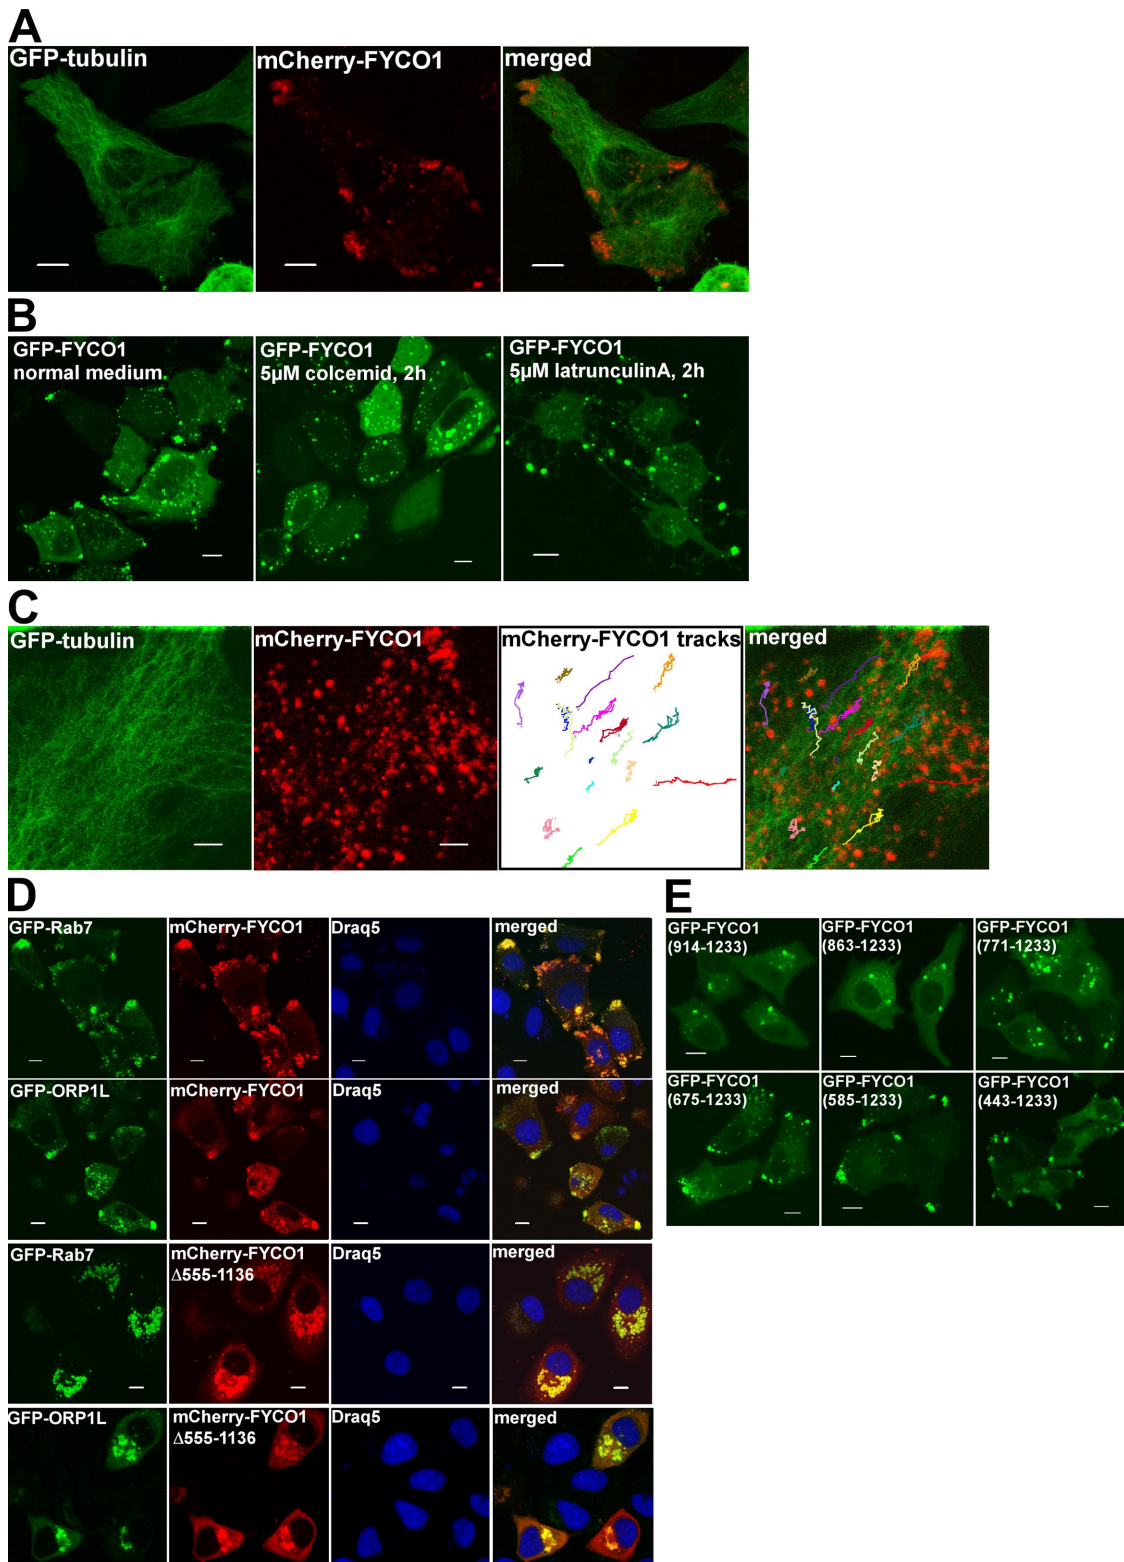 A
GFP-tubulin
mCherry-FYCO1
merged
B
GFP-FYCO1
normal medium
GFP-FYCO1
5µM colcemid, 2h
GFP-FYCO1
5µM latrunculinA, 2h
C
GFP-tubulin
mCherry-FYCO1
mCherry-FYCO1 tracks
merged
D
GFP-Rab7
mCherry-FYCO1
Draq5
merged
GFP-ORP1L
mCherry-FYCO1
Draq5
merged
GFP-Rab7
mCherry-FYCO1
Δ555-1136
Draq5
merged
GFP-ORP1L
mCherry-FYCO1
Δ555-1136
Draq5
merged
E
GFP-FYCO1
(914-1233)
GFP-FYCO1
(863-1233)
GFP-FYCO1
(771-1233)
GFP-FYCO1
(675-1233)
GFP-FYCO1
(585-1233)
GFP-FYCO1
(443-1233)